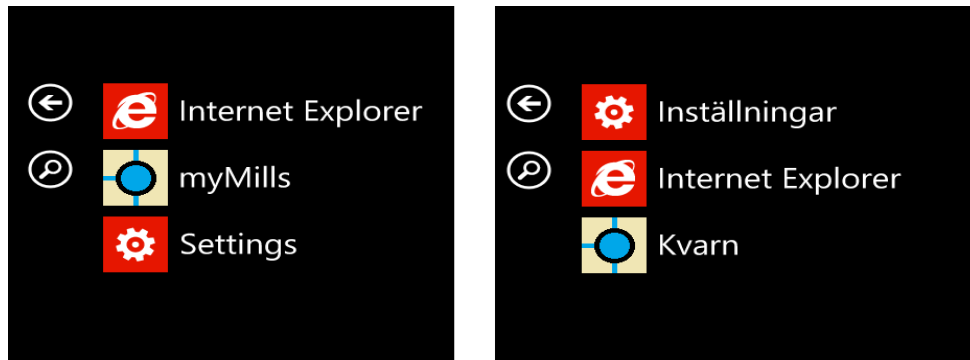 Internet Explorer
myMills
Settings
Inställningar
Internet Explorer
Kvarn